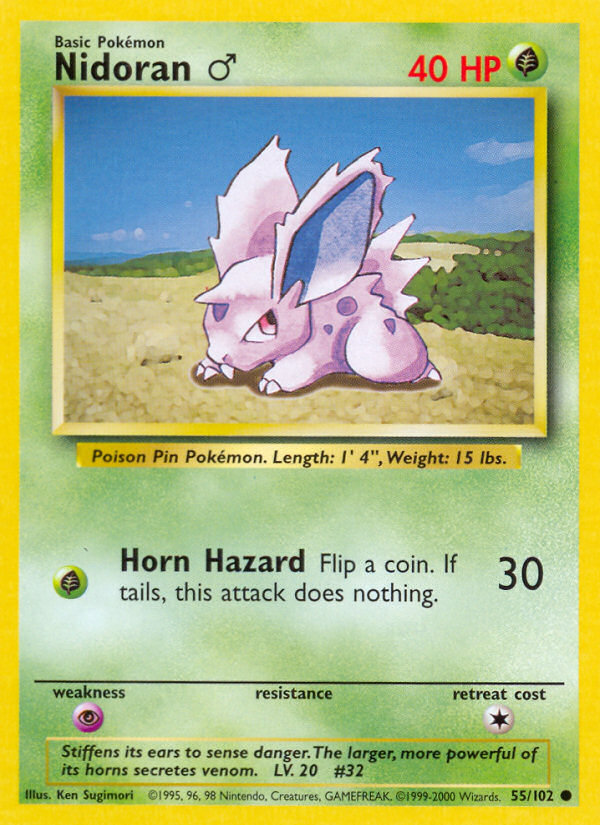 Basic Pokémon
Nidoran ♂ 40 HP
Poison Pin Pokémon. Length: 1' 4", Weight: 15 lbs.
Horn Hazard Flip a coin. If
tails, this attack does nothing.
30
weakness resistance retreat cost
Stiffens its ears to sense danger. The larger, more powerful of
its horns secretes venom. LV. 20 #32
Illus. Ken Sugimori ©1995, 96, 98 Nintendo, Creatures, GAMEFREAK. ©1999-2000 Wizards. 55/102 ●